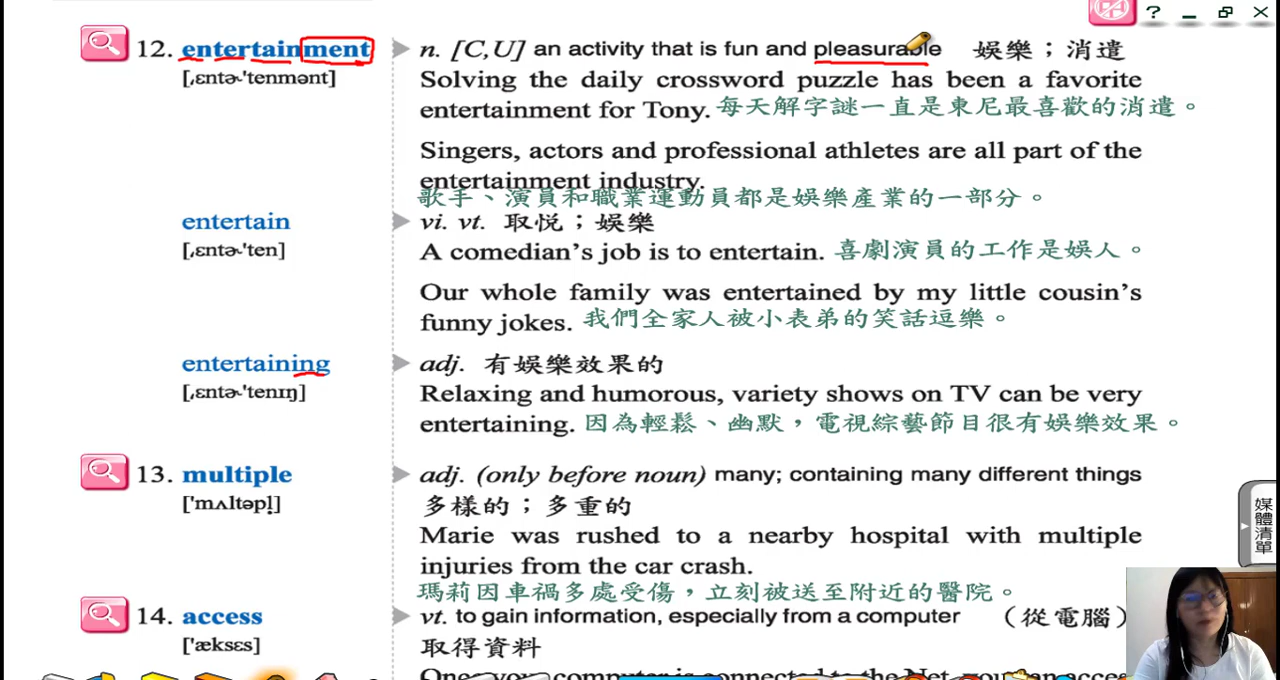 12. entertainment n. [C,U] an activity that is fun and pleasurable 娛樂；消遣
[ˌɛntɚˋtenmənt] Solving the daily crossword puzzle has been a favorite
entertainment for Tony. 每天解字謎一直是東尼最喜歡的消遣。
Singers, actors and professional athletes are all part of the
entertainment industry.
歌手、演員和職業運動員都是娛樂產業的一部分。
entertain vi. vt. 取悅；娛樂
[ˌɛntɚˋten] A comedian's job is to entertain. 喜劇演員的工作是娛人。
Our whole family was entertained by my little cousin's
funny jokes. 我們全家人被小表弟的笑話逗樂。
entertaining adj. 有娛樂效果的
[ˌɛntɚˋtenɪŋ] Relaxing and humorous, variety shows on TV can be very
entertaining. 因為輕鬆、幽默，電視綜藝節目很有娛樂效果。
13. multiple adj. (only before noun) many; containing many different things
[ˋmʌltəpl̩] 多樣的；多重的
Marie was rushed to a nearby hospital with multiple
injuries from the car crash.
瑪莉因車禍多處受傷，立刻被送至附近的醫院。
14. access vt. to gain information, especially from a computer （從電腦）
[ˋæksɛs] 取得資料
媒體清單